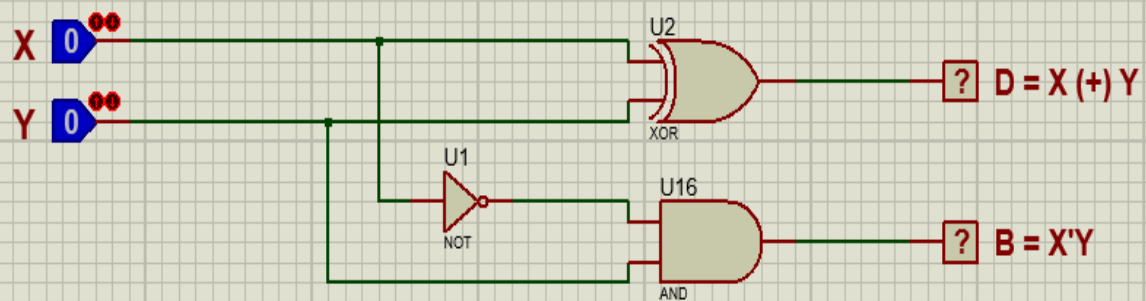 X 0
U2
? D = X (+) Y
Y 0
XOR
U1
U16
NOT
? B = X'Y
AND